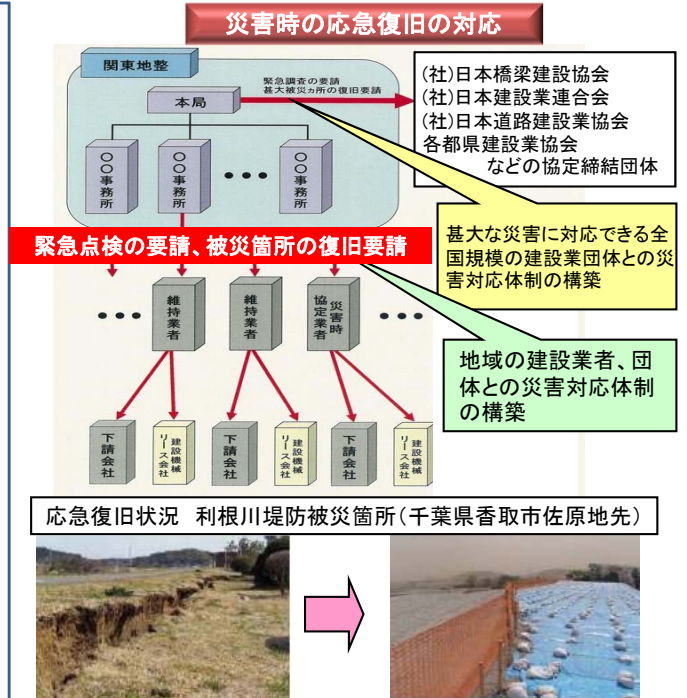 災害時の応急復旧の対応
関東地整
緊急調査の要請
甚大被災ヵ所の復旧要請
本局
(社)日本橋梁建設協会
(社)日本建設業連合会
(社)日本道路建設業協会
各都県建設業協会
などの協定締結団体
〇〇事務所
〇〇事務所
•••
〇〇事務所
甚大な災害に対応できる全
国規模の建設業団体との災
害対応体制の構築
緊急点検の要請、被災箇所の復旧要請
•••
維持業者
維持業者
災害時
協定業者
•••
地域の建設業者、団
体との災害対応体制
の構築
下請会社
建設機械
リース会社
下請会社
建設機械
リース会社
下請会社
建設機械
リース会社
応急復旧状況 利根川堤防被災箇所(千葉県香取市佐原地先)